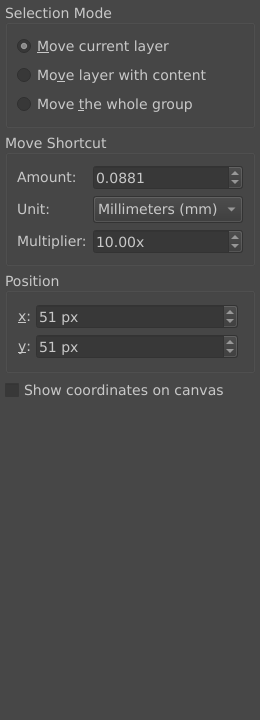 Selection Mode
Move current layer
Move layer with content
Move the whole group
Move Shortcut
Amount: 0.0881
Unit: Millimeters (mm)
Multiplier: 10.00x
Position
x: 51 px
y: 51 px
Show coordinates on canvas